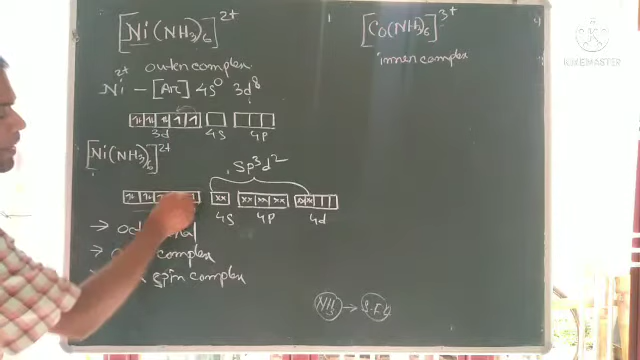 [Ni(NH3)6]2+
outer complex
Ni2+ - [Ar] 4S0 3d8
3d 4S 4P
[Ni(NH3)6]2+
SP3d2
4S 4P 4d
complex
spin complex
[Co(NH3)6]3+
inner complex
NH3 → S.F.L
KINEMASTER